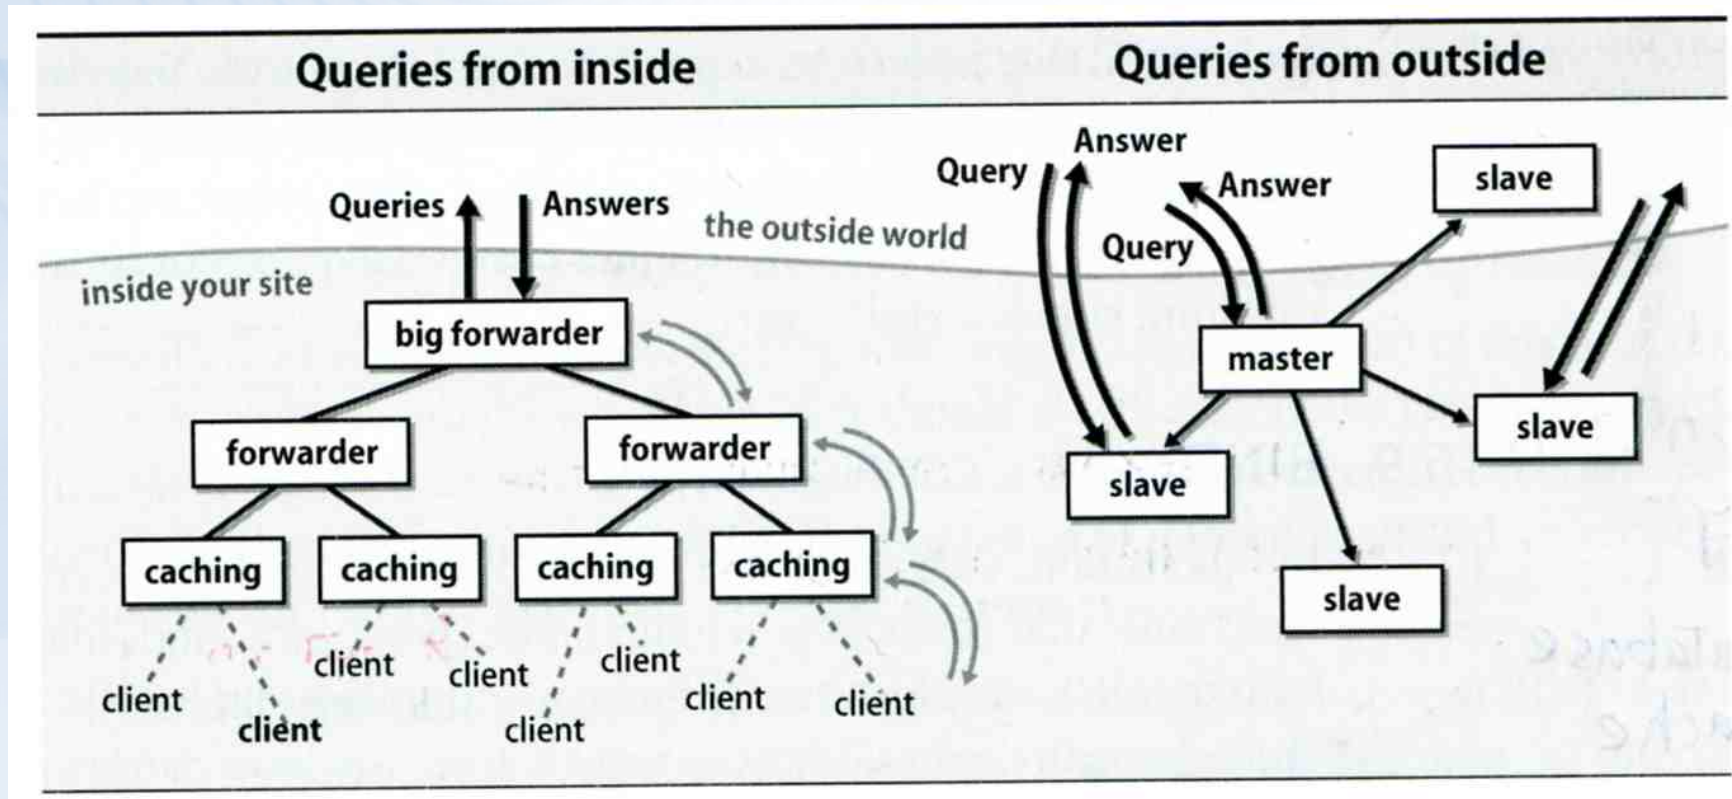 Queries from inside
Queries from outside
Queries
Answers
the outside world
inside your site
big forwarder
forwarder
forwarder
caching
caching
caching
caching
client
client
client
client
client
client
client
client
Query
Answer
Answer
Query
slave
master
slave
slave
slave